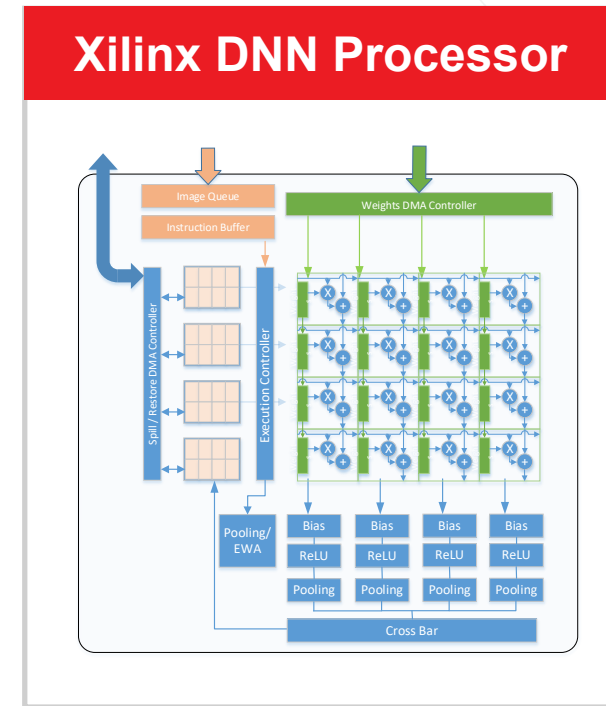 Xilinx DNN Processor
Image Queue
Instruction Buffer
Weights DMA Controller
Spill / Restore DMA Controller
Execution Controller
X X X X
+ + + +
X X X X
+ + + +
X X X X
+ + + +
X X X X
+ + + +
Pooling/
EWA
Bias Bias Bias Bias
ReLU ReLU ReLU ReLU
Pooling Pooling Pooling Pooling
Cross Bar